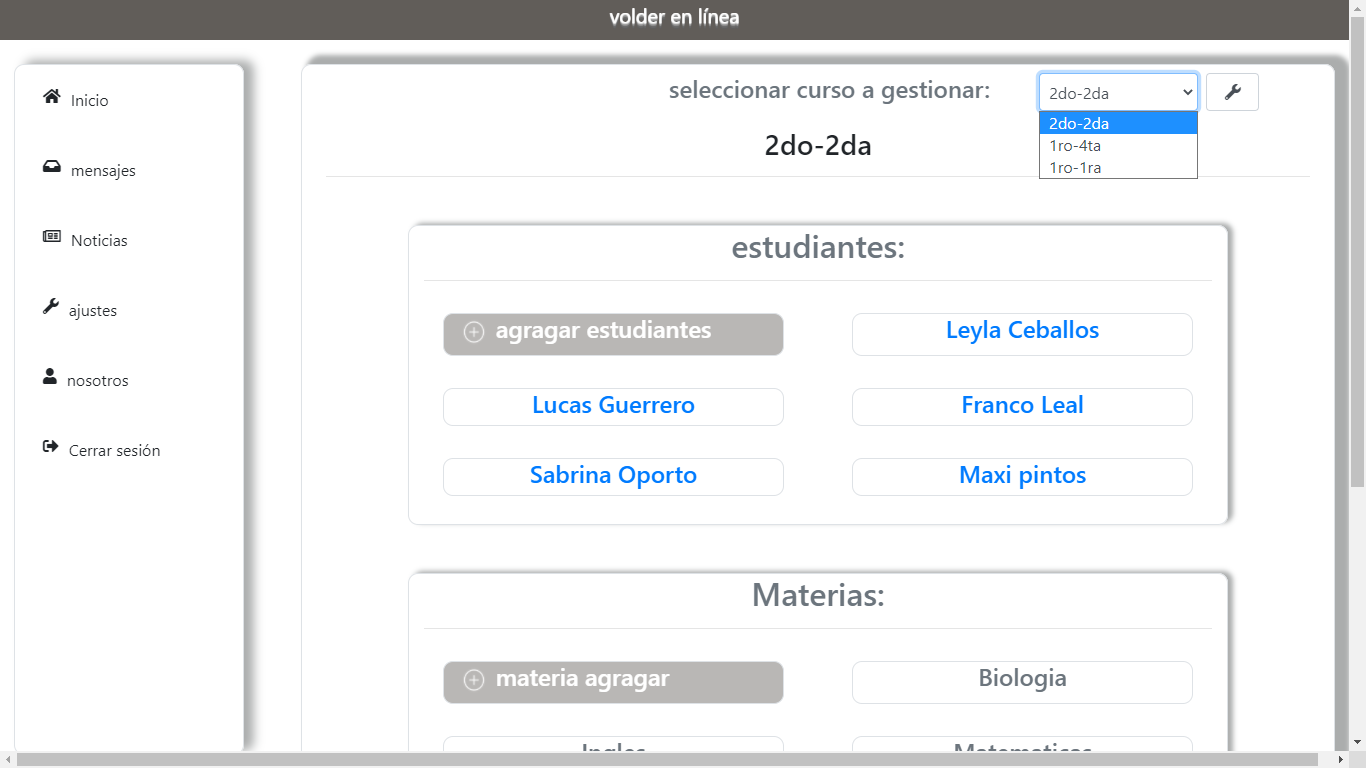 volder en línea
Inicio
mensajes
Noticias
ajustes
nosotros
Cerrar sesión
seleccionar curso a gestionar:
2do-2da
2do-2da
1ro-4ta
1ro-1ra
2do-2da
estudiantes:
agragar estudiantes
Leyla Ceballos
Lucas Guerrero
Franco Leal
Sabrina Oporto
Maxi pintos
Materias:
materia agragar
Biologia
Ingles
Matematicas